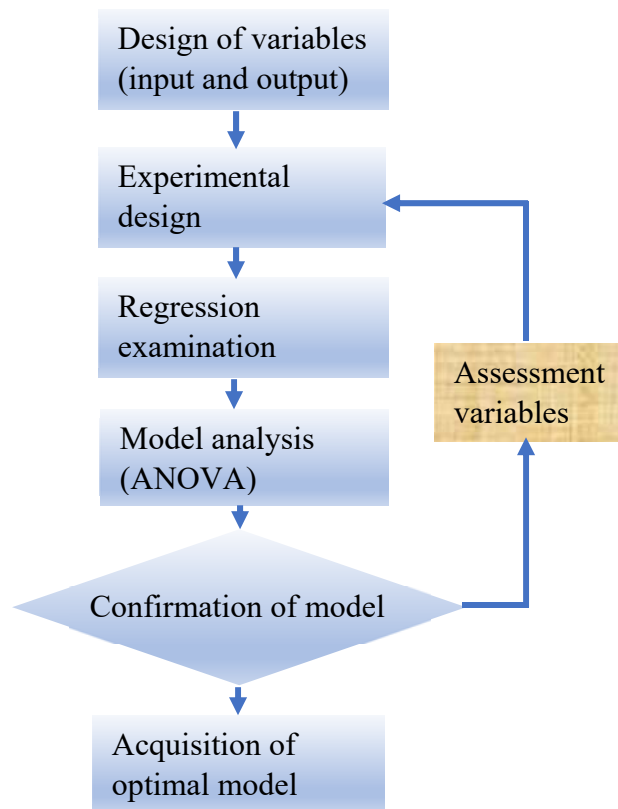 Design of variables
(input and output)
Experimental
design
Regression
examination
Assessment
variables
Model analysis
(ANOVA)
Confirmation of model
Acquisition of
optimal model